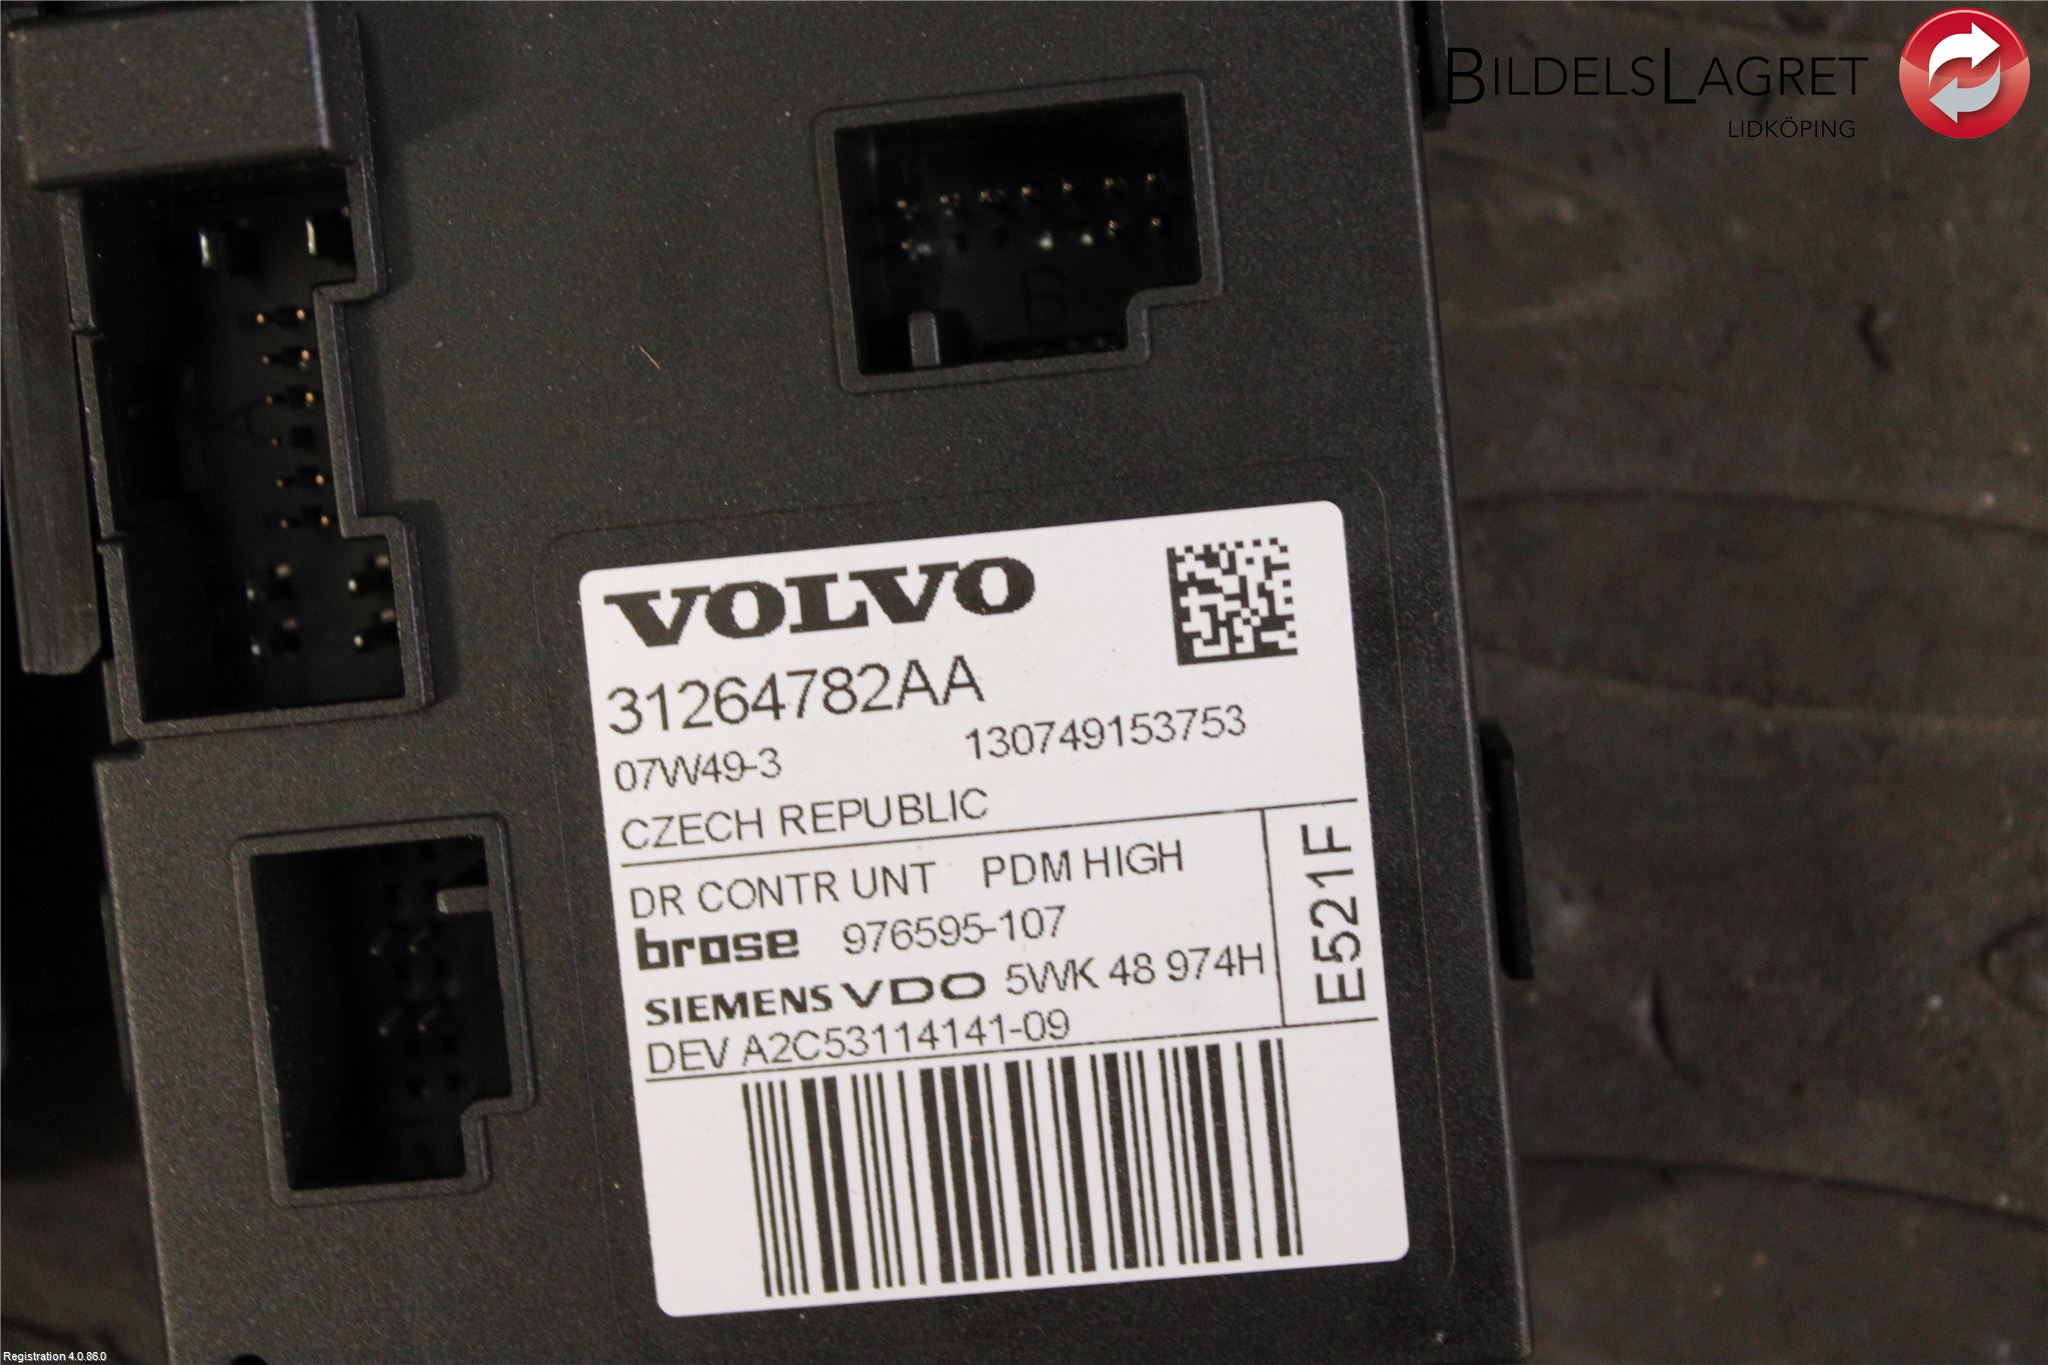 BILDELSLAGRET
LIDKÖPING
B
VOLVO
31264782AA
07W49-3 130749153753
CZECH REPUBLIC
DR CONTR UNT PDM HIGH
brose 976595-107
SIEMENS VDO 5WK 48 974H
DEV A2C53114141-09
E521F
Registration 4.0.86.0